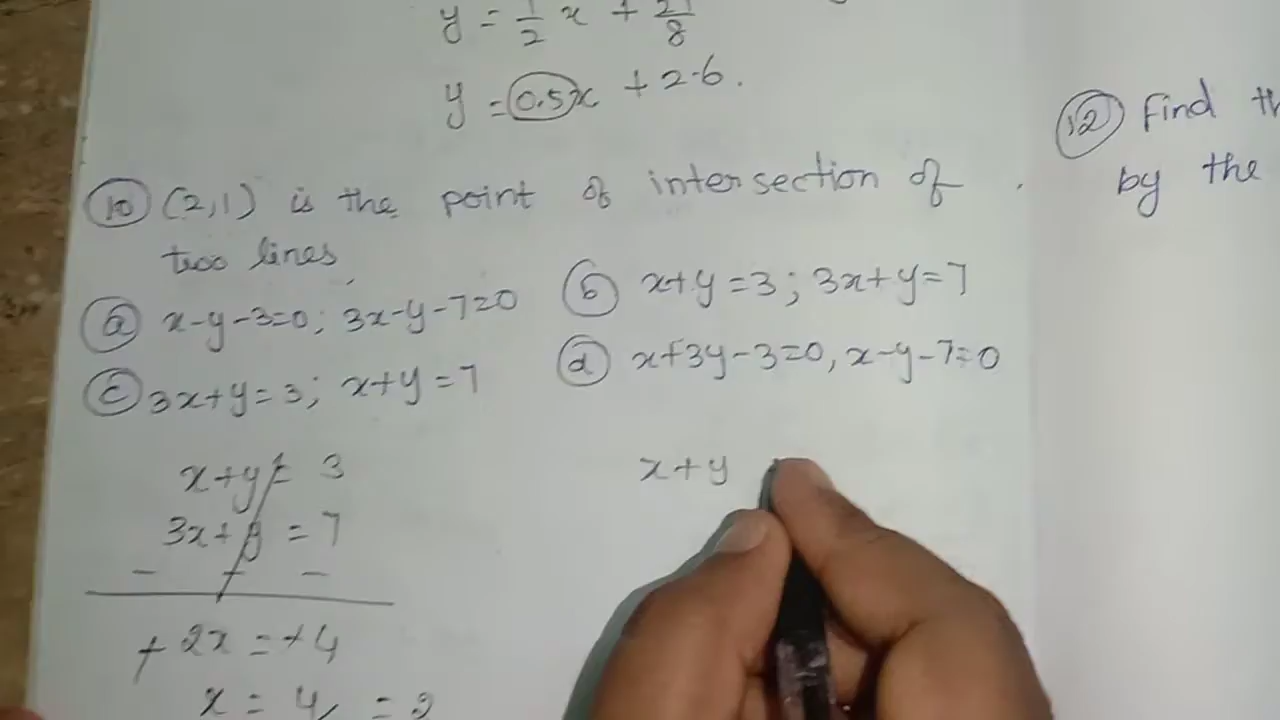 y = 1/2 x + 21/8
y = 0.5x + 2.6.
10 (2,1) is the point of intersection of
two lines
a x-y-3=0; 3x-y-7=0 b x+y=3; 3x+y=7
c 3x+y=3; x+y=7 d x+3y-3=0, x-y-7=0
x+y = 3
3x+y = 7
- - -
+ 2x = + 4
x = 4/ = 2
x+y
12 Find th
by the